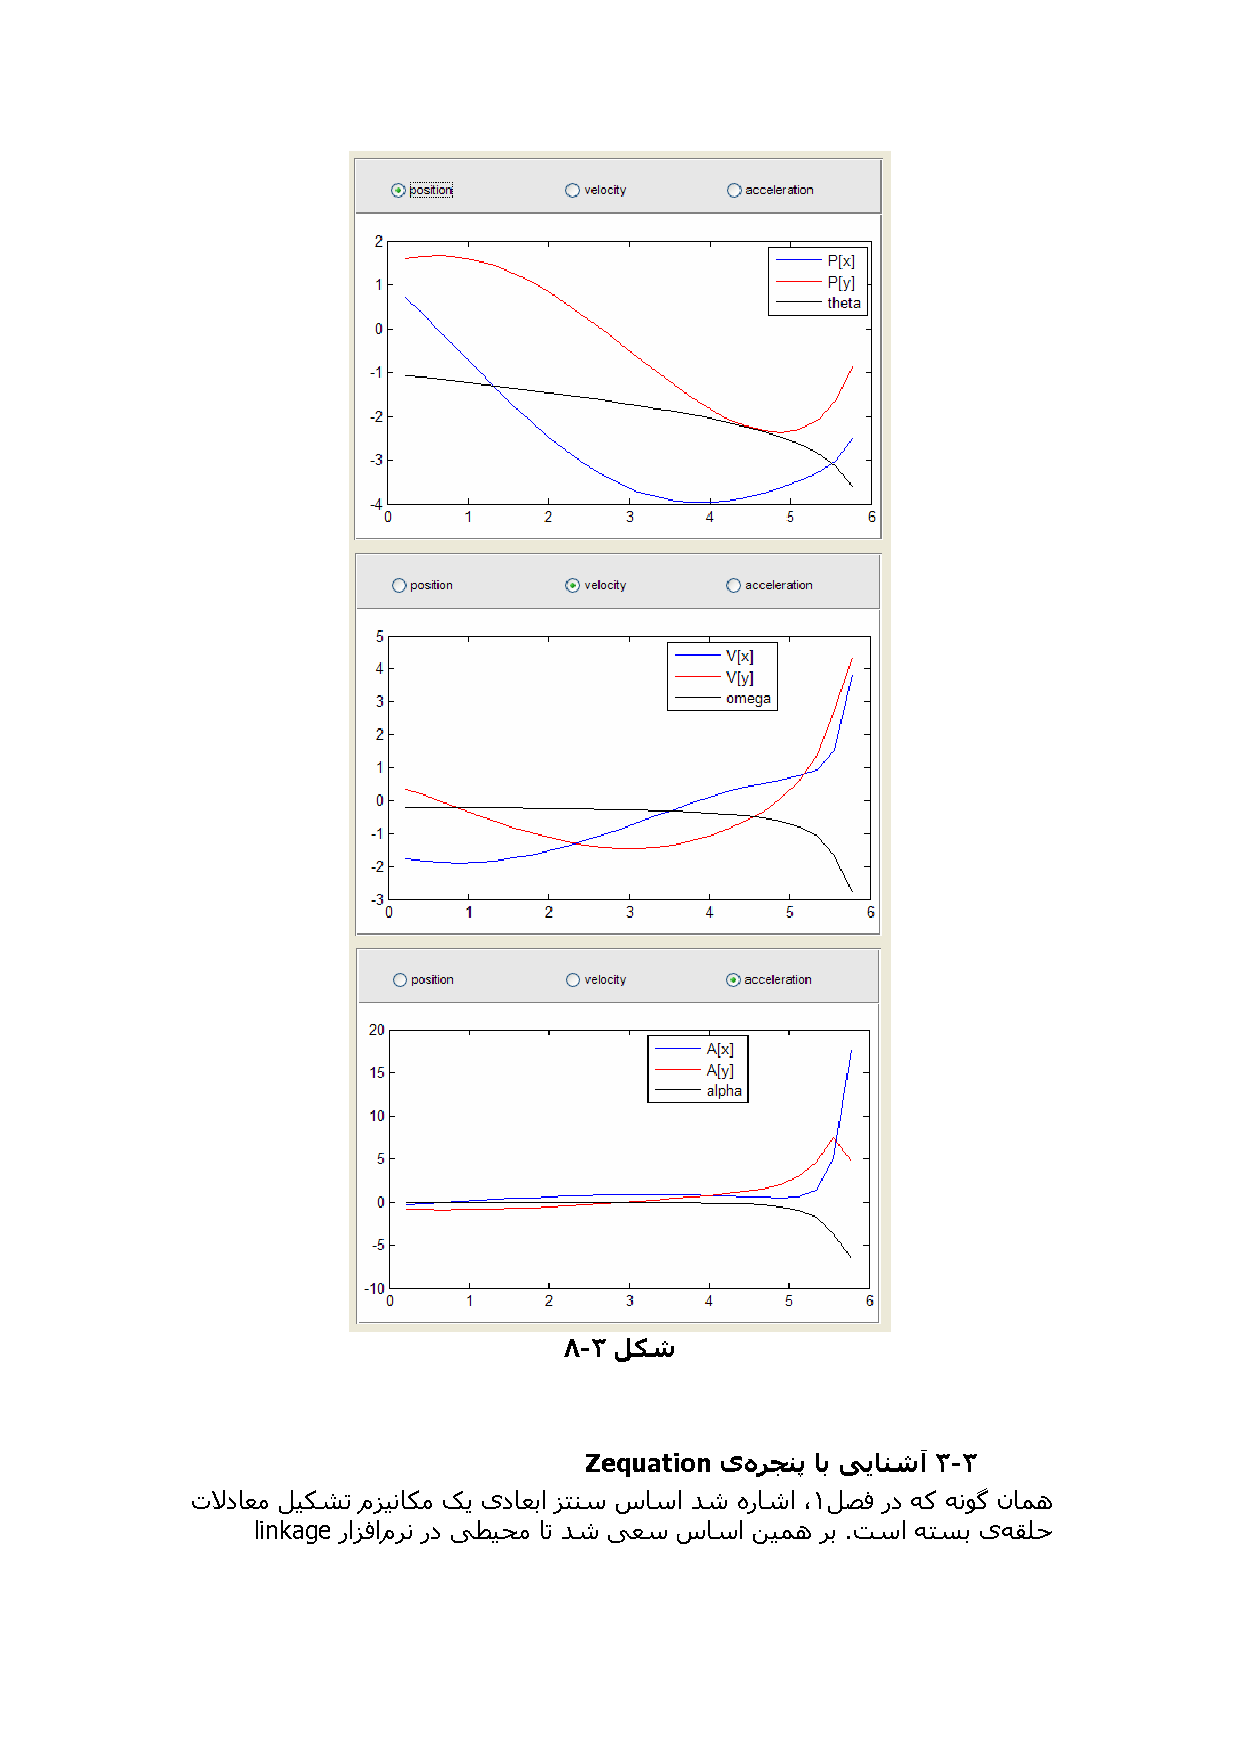 position velocity acceleration
2
1
0
-1
-2
-3
-4
0 1 2 3 4 5 6
P[x]
P[y]
theta
position velocity acceleration
5
4
3
2
1
0
-1
-2
-3
0 1 2 3 4 5 6
V[x]
V[y]
omega
position velocity acceleration
20
15
10
5
0
-5
-10
0 1 2 3 4 5 6
A[x]
A[y]
alpha
شکل ۳-۸
۳-۳ آشنایی با پنجره‌ی Zequation
همان گونه که در فصل۱، اشاره شد اساس سنتز ابعادی یک مکانیزم تشکیل معادلات
حلقه‌ی بسته است. بر همین اساس سعی شد تا محیطی در نرم‌افزار linkage